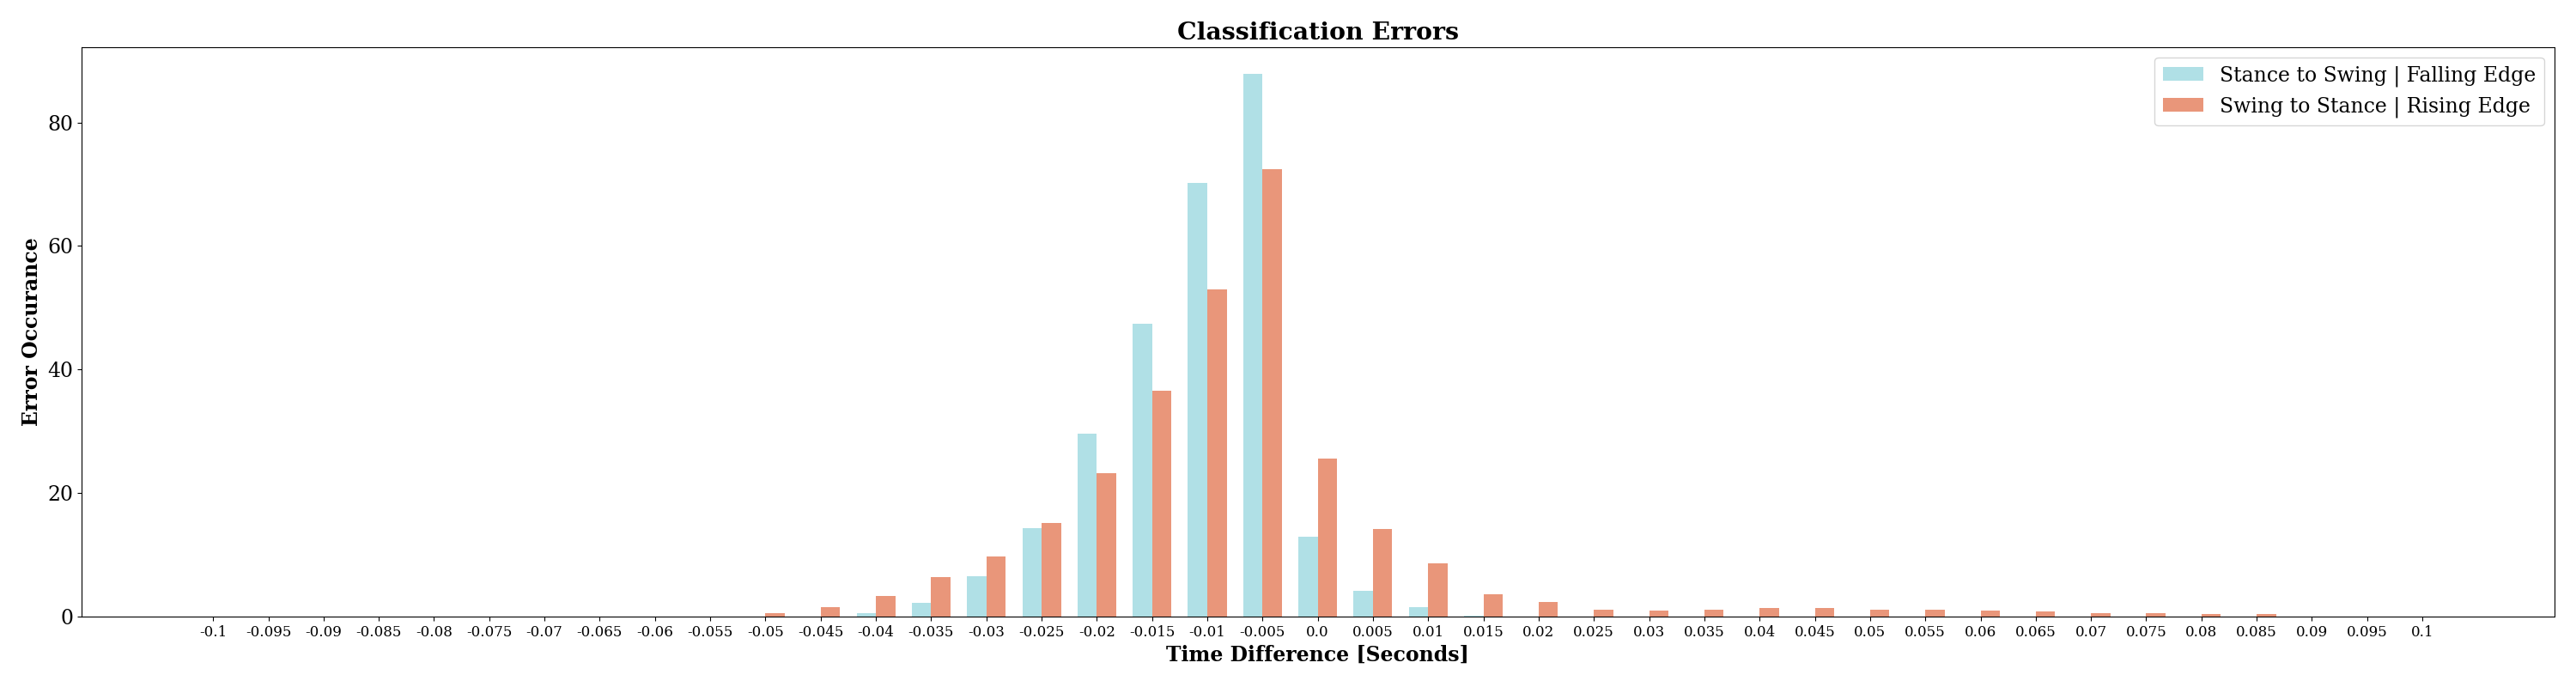 Classification Errors
Stance to Swing | Falling Edge
Swing to Stance | Rising Edge
Error Occurance
80
60
40
20
0
-0.1 -0.095 -0.09 -0.085 -0.08 -0.075 -0.07 -0.065 -0.06 -0.055 -0.05 -0.045 -0.04 -0.035 -0.03 -0.025 -0.02 -0.015 -0.01 -0.005 0.0 0.005 0.01 0.015 0.02 0.025 0.03 0.035 0.04 0.045 0.05 0.055 0.06 0.065 0.07 0.075 0.08 0.085 0.09 0.095 0.1
Time Difference [Seconds]